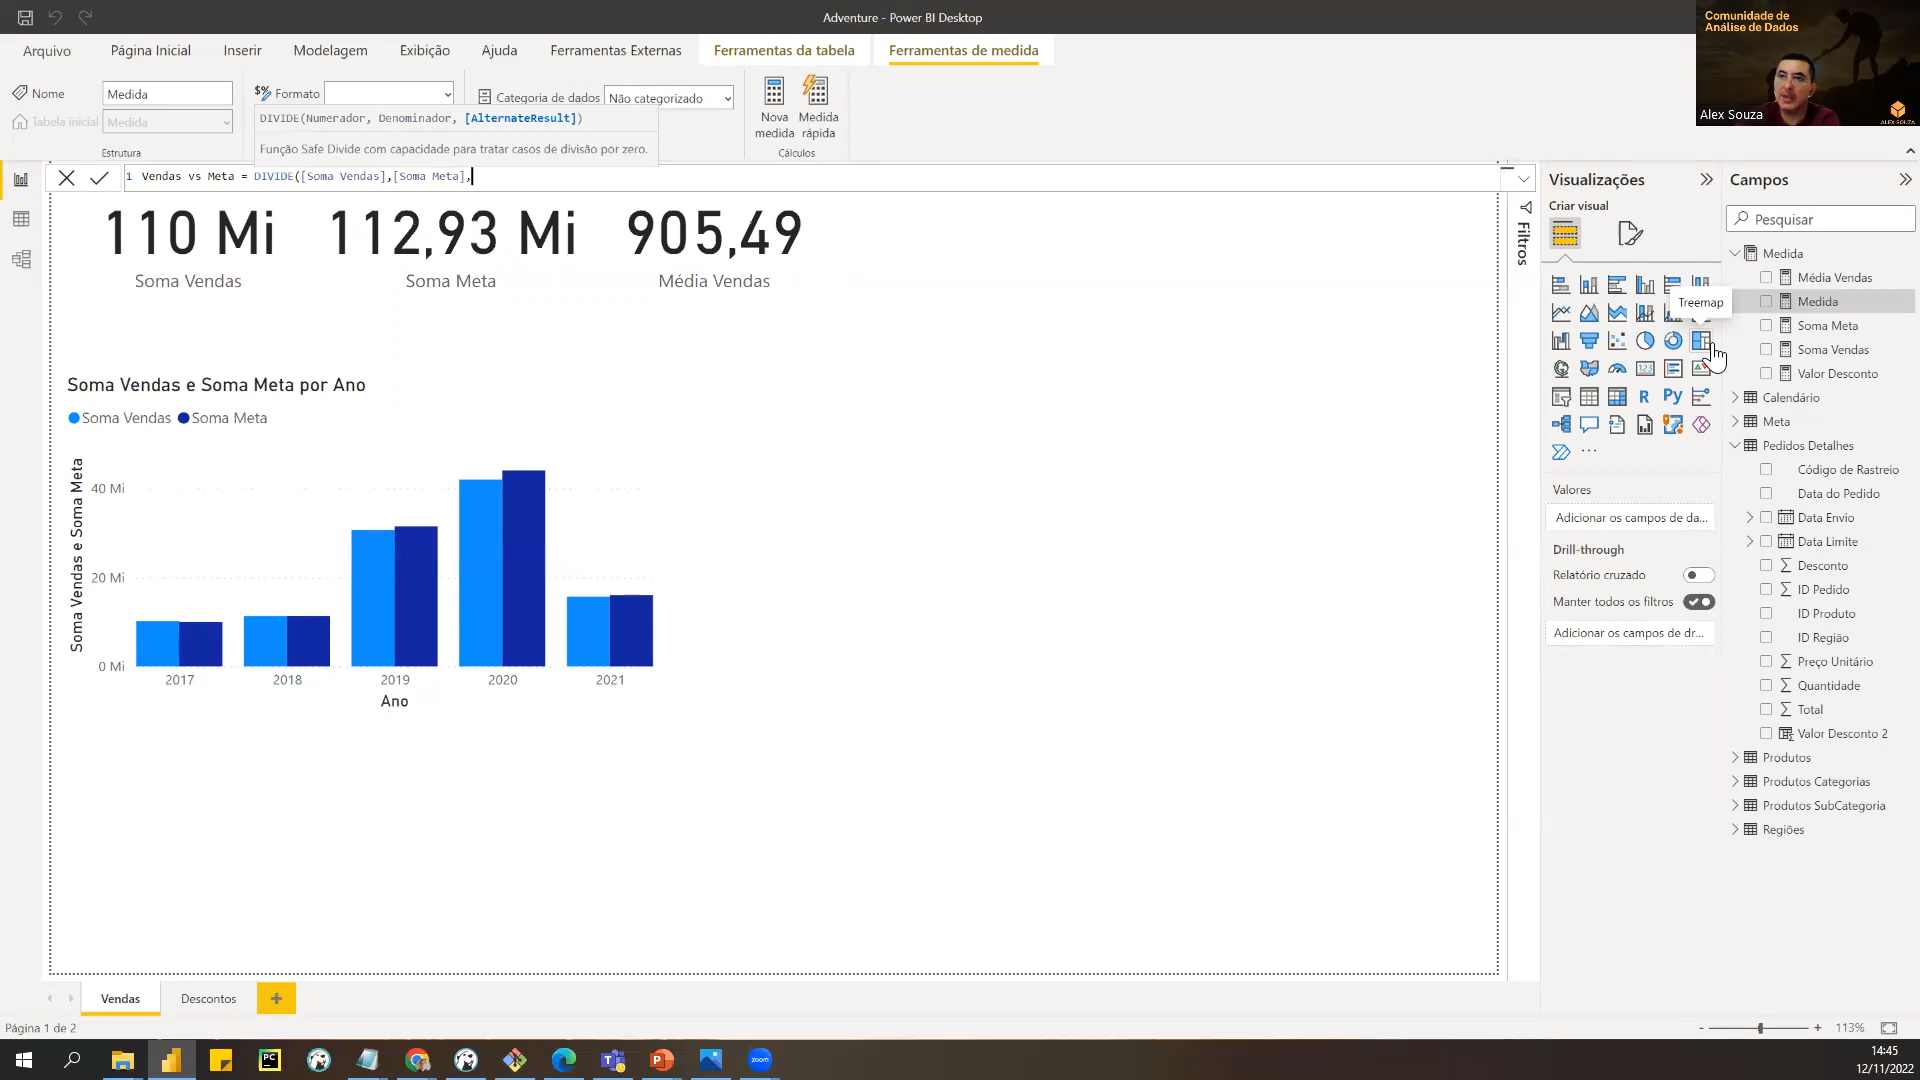 Adventure - Power BI Desktop
Comunidade de
Análise de Dados
Alex Souza
ALEX SOUZA
Arquivo
Página Inicial
Inserir
Modelagem
Exibição
Ajuda
Ferramentas Externas
Ferramentas da tabela
Ferramentas de medida
Nome
Medida
Formato
Categoria de dados
Não categorizado
Tabela inicial
Medida
Estrutura
DIVIDE(Numerador, Denominador, [AlternateResult])
Função Safe Divide com capacidade para tratar casos de divisão por zero.
Nova
medida
Medida
rápida
Cálculos
1 Vendas vs Meta = DIVIDE([Soma Vendas],[Soma Meta],
110 Mi
Soma Vendas
112,93 Mi
Soma Meta
905,49
Média Vendas
Soma Vendas e Soma Meta por Ano
Soma Vendas
Soma Meta
Soma Vendas e Soma Meta
40 Mi
20 Mi
0 Mi
2017
2018
2019
2020
2021
Ano
Filtros
Visualizações
Criar visual
Treemap
123
R
Py
Valores
Adicionar os campos de da...
Drill-through
Relatório cruzado
Manter todos os filtros
Adicionar os campos de dr...
Campos
Pesquisar
Medida
Média Vendas
Medida
Soma Meta
Soma Vendas
Valor Desconto
Calendário
Meta
Pedidos Detalhes
Código de Rastreio
Data do Pedido
Data Envio
Data Limite
Desconto
ID Pedido
ID Produto
ID Região
Preço Unitário
Quantidade
Total
Valor Desconto 2
Produtos
Produtos Categorias
Produtos SubCategoria
Regiões
Vendas
Descontos
Página 1 de 2
113%
PC
zoom
14:45
12/11/2022